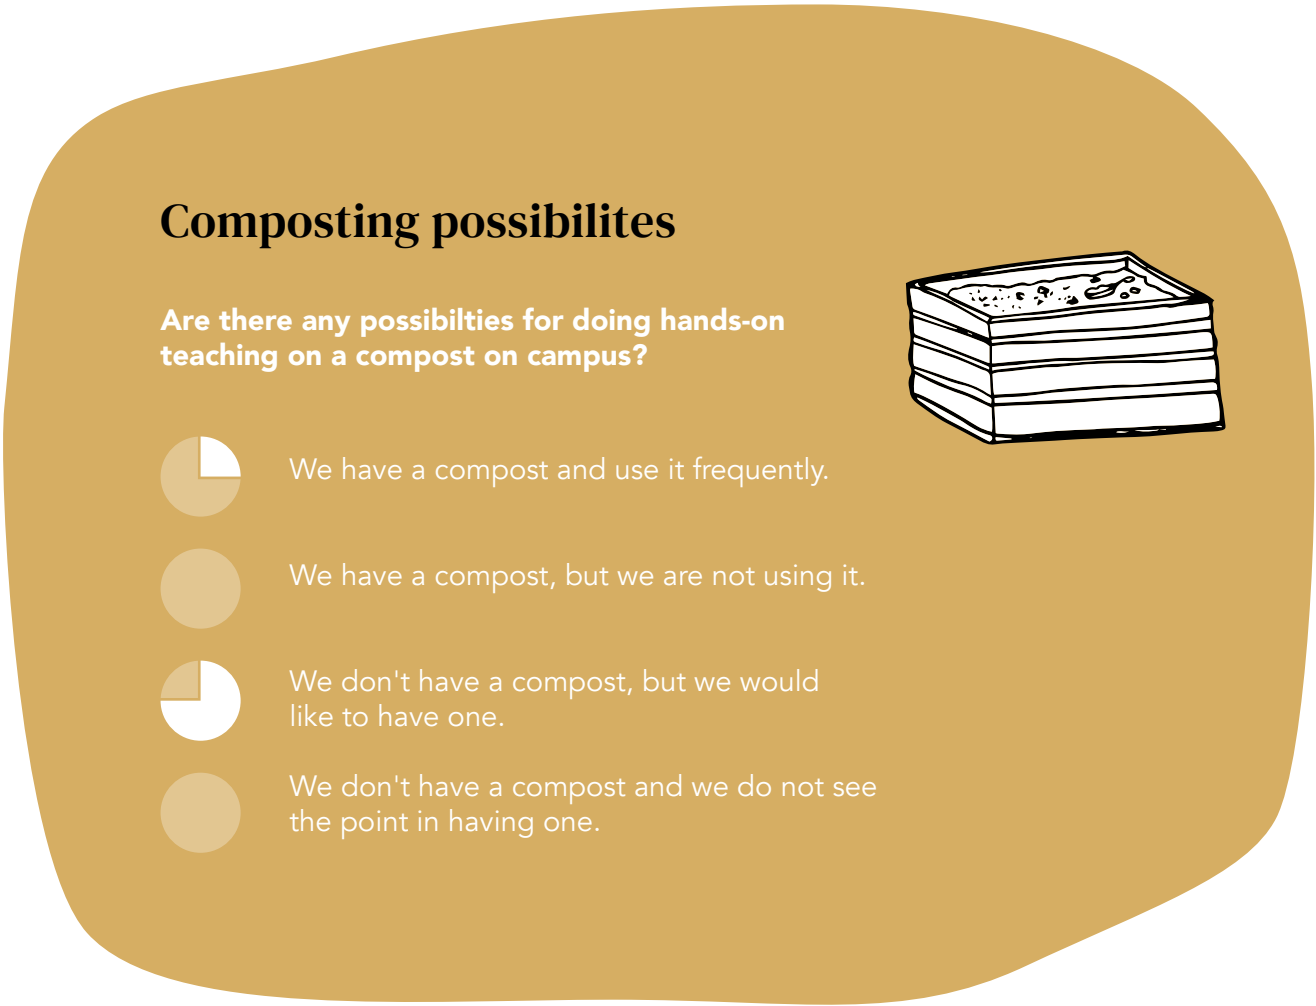 Composting possibilites
Are there any possibilties for doing hands-on
teaching on a compost on campus?
We have a compost and use it frequently.
We have a compost, but we are not using it.
We don't have a compost, but we would
like to have one.
We don't have a compost and we do not see
the point in having one.